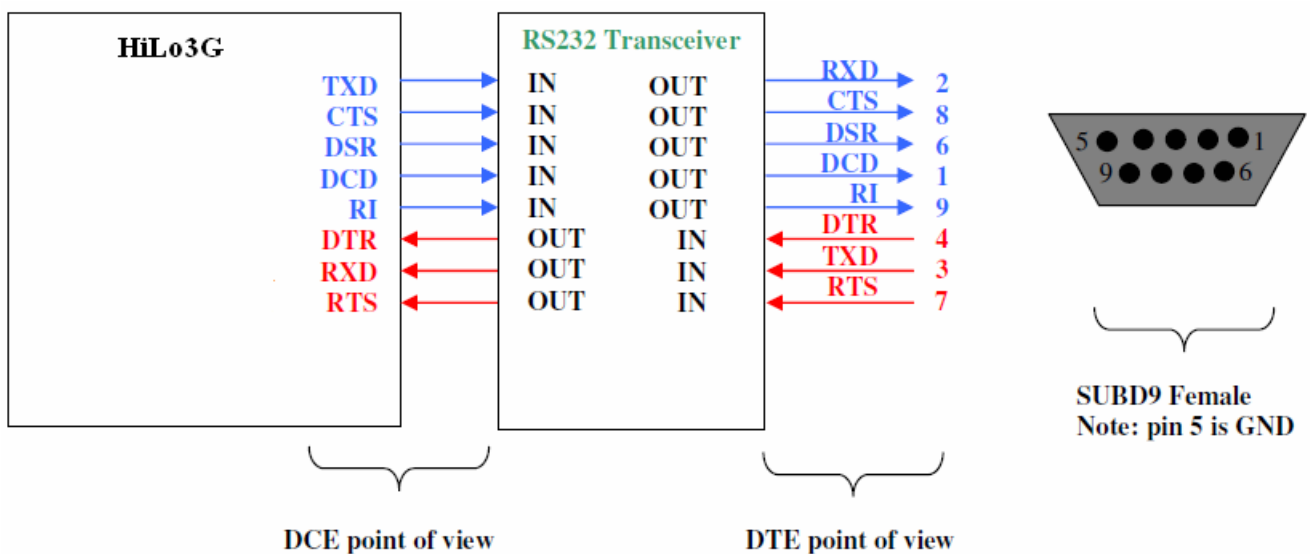 HiLo3G
RS232 Transceiver
TXD IN OUT RXD 2
CTS IN OUT CTS 8
DSR IN OUT DSR 6
DCD IN OUT DCD 1
RI IN OUT RI 9
DTR OUT IN DTR 4
RXD OUT IN TXD 3
RTS OUT IN RTS 7
5 1
9 6
SUBD9 Female
Note: pin 5 is GND
DCE point of view
DTE point of view